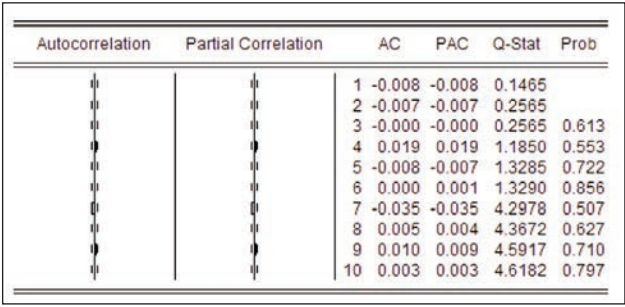 Autocorrelation Partial Correlation AC PAC Q-Stat Prob
1 -0.008 -0.008 0.1465
2 -0.007 -0.007 0.2565
3 -0.000 -0.000 0.2565 0.613
4 0.019 0.019 1.1850 0.553
5 -0.008 -0.007 1.3285 0.722
6 0.000 0.001 1.3290 0.856
7 -0.035 -0.035 4.2978 0.507
8 0.005 0.004 4.3672 0.627
9 0.010 0.009 4.5917 0.710
10 0.003 0.003 4.6182 0.797